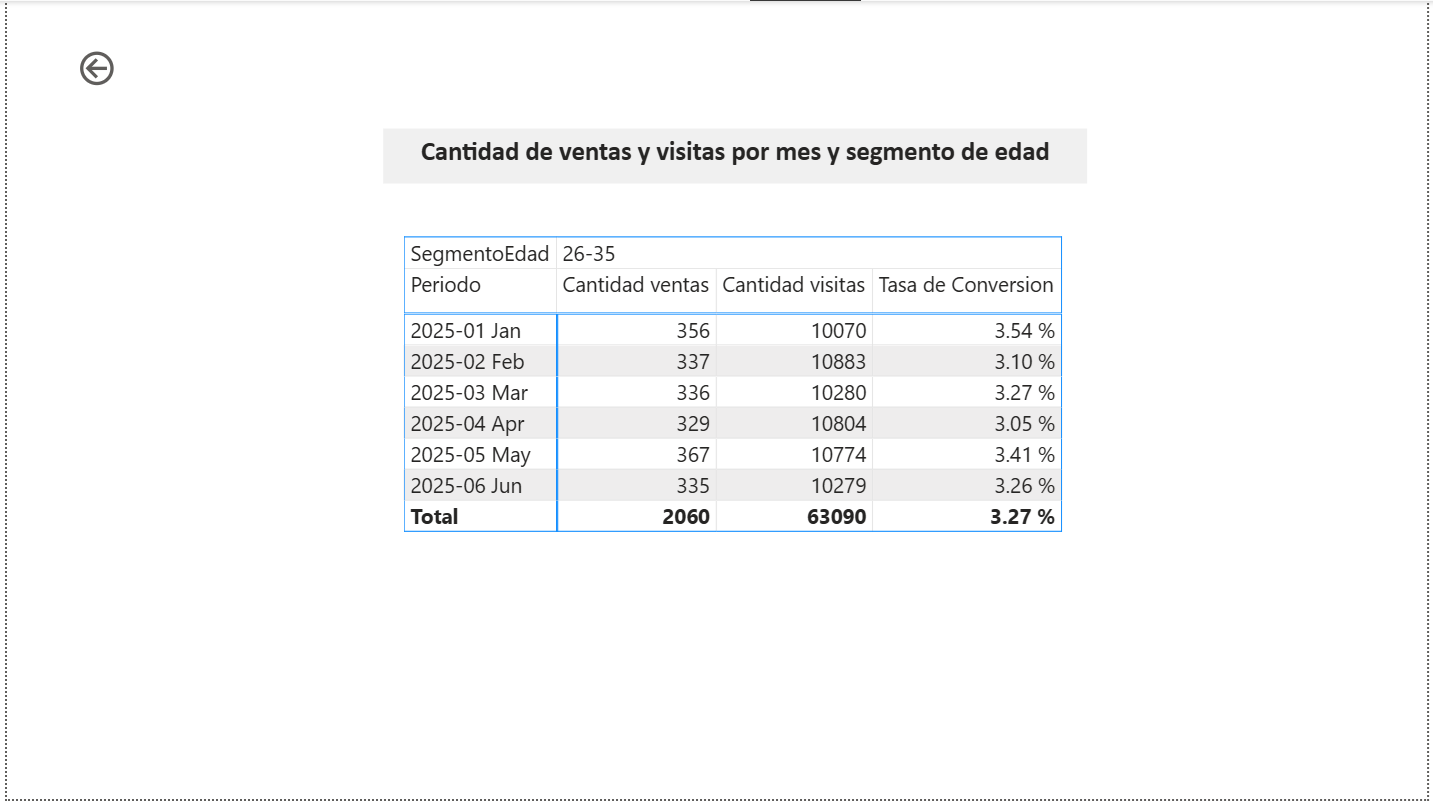 Cantidad de ventas y visitas por mes y segmento de edad
SegmentoEdad 26-35
Periodo Cantidad ventas Cantidad visitas Tasa de Conversion
2025-01 Jan 356 10070 3.54 %
2025-02 Feb 337 10883 3.10 %
2025-03 Mar 336 10280 3.27 %
2025-04 Apr 329 10804 3.05 %
2025-05 May 367 10774 3.41 %
2025-06 Jun 335 10279 3.26 %
Total 2060 63090 3.27 %